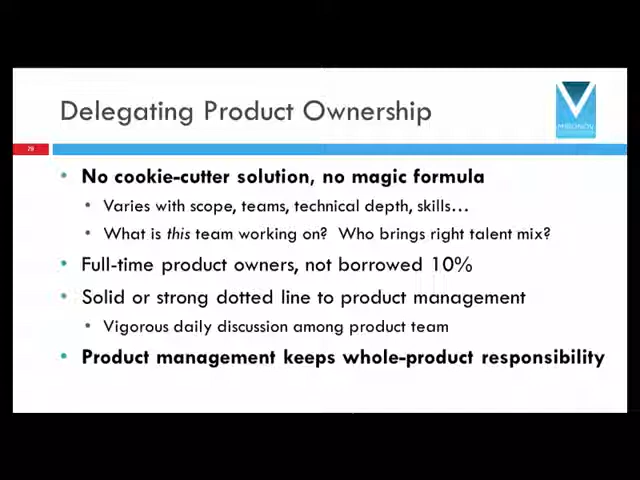 Delegating Product Ownership
MIRONOV
No cookie-cutter solution, no magic formula
Varies with scope, teams, technical depth, skills…
What is this team working on? Who brings right talent mix?
Full-time product owners, not borrowed 10%
Solid or strong dotted line to product management
Vigorous daily discussion among product team
Product management keeps whole-product responsibility